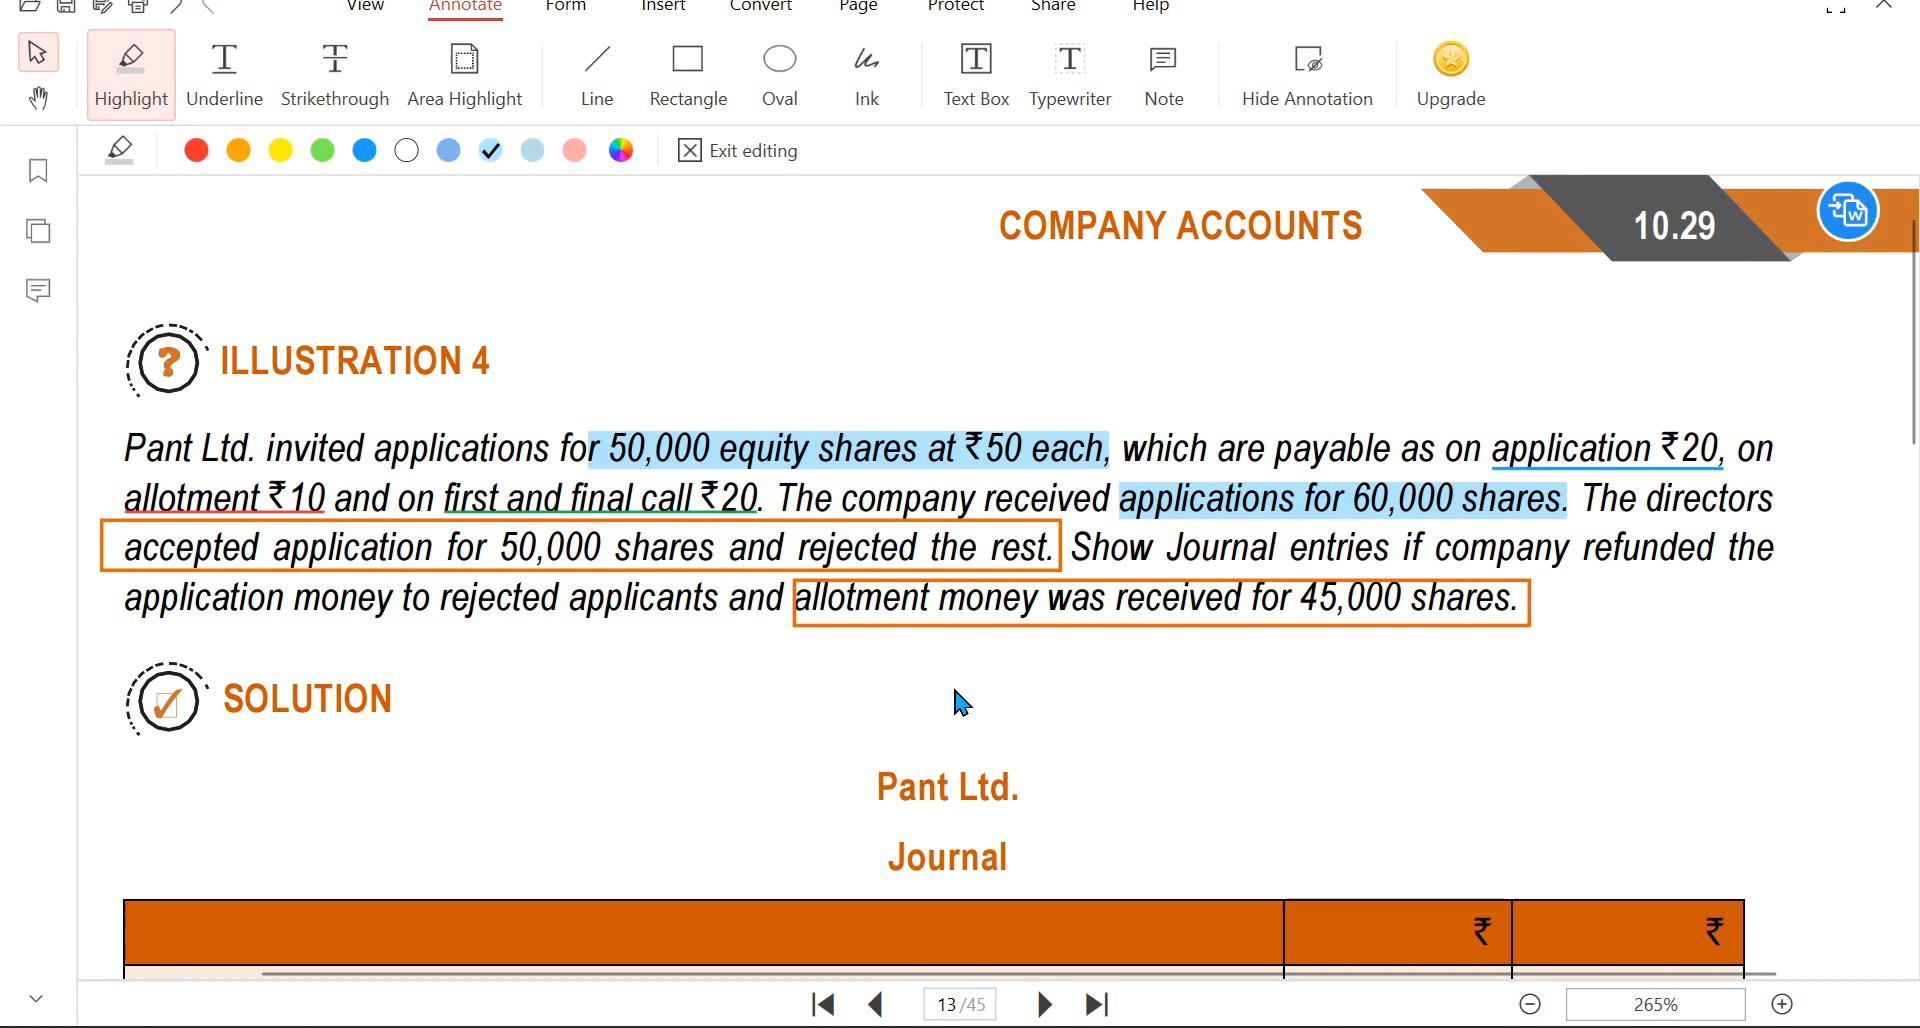 View Annotate Form Insert Convert Page Protect Share Help
Highlight Underline Strikethrough Area Highlight Line Rectangle Oval Ink Text Box Typewriter Note Hide Annotation Upgrade
Exit editing
COMPANY ACCOUNTS 10.29
ILLUSTRATION 4
Pant Ltd. invited applications for 50,000 equity shares at ₹50 each, which are payable as on application ₹20, on
allotment ₹10 and on first and final call ₹20. The company received applications for 60,000 shares. The directors
accepted application for 50,000 shares and rejected the rest. Show Journal entries if company refunded the
application money to rejected applicants and allotment money was received for 45,000 shares.
SOLUTION
Pant Ltd.
Journal
₹ ₹
13 /45 265%